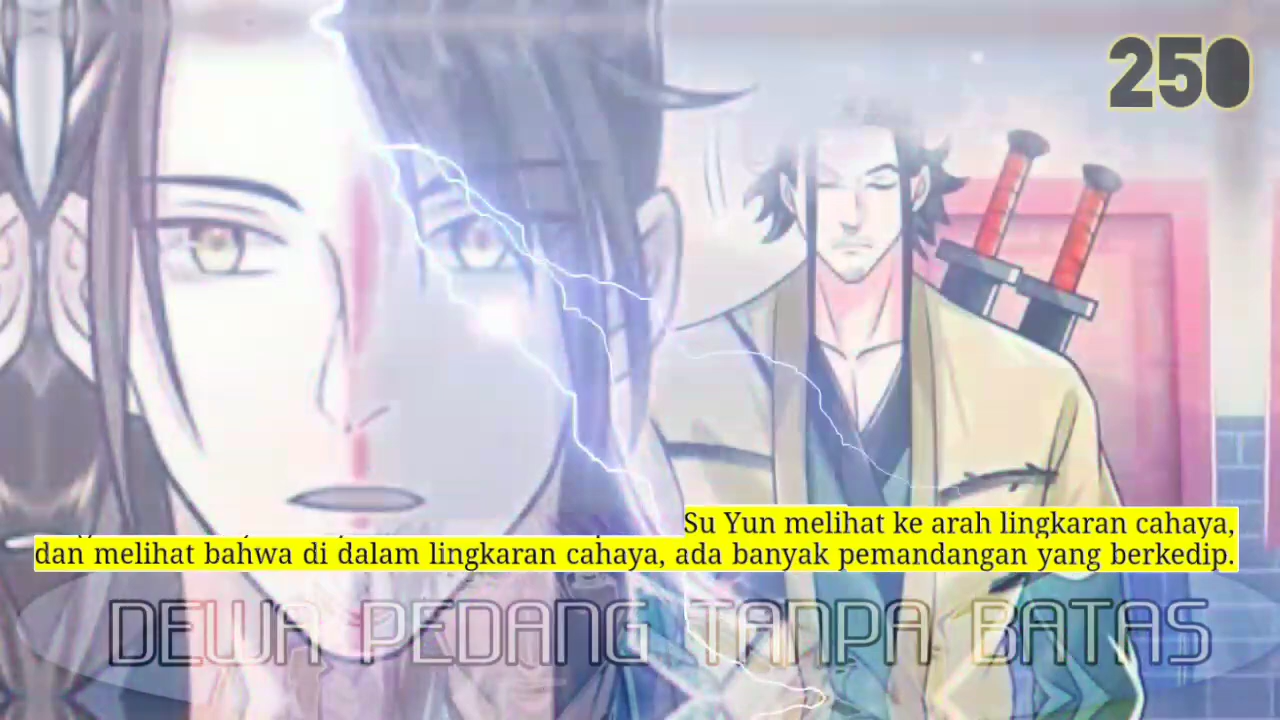 250
Su Yun melihat ke arah lingkaran cahaya,
dan melihat bahwa di dalam lingkaran cahaya, ada banyak pemandangan yang berkedip.
DEWA PEDANG TANPA BATAS